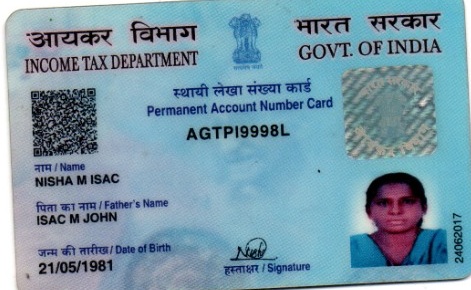 आयकर विभाग
INCOME TAX DEPARTMENT
भारत सरकार
GOVT. OF INDIA
स्थायी लेखा संख्या कार्ड
Permanent Account Number Card
AGTPI9998L
नाम / Name
NISHA M ISAC
पिता का नाम / Father's Name
ISAC M JOHN
जन्म की तारीख / Date of Birth
21/05/1981
Nisha
हस्ताक्षर / Signature
24062017